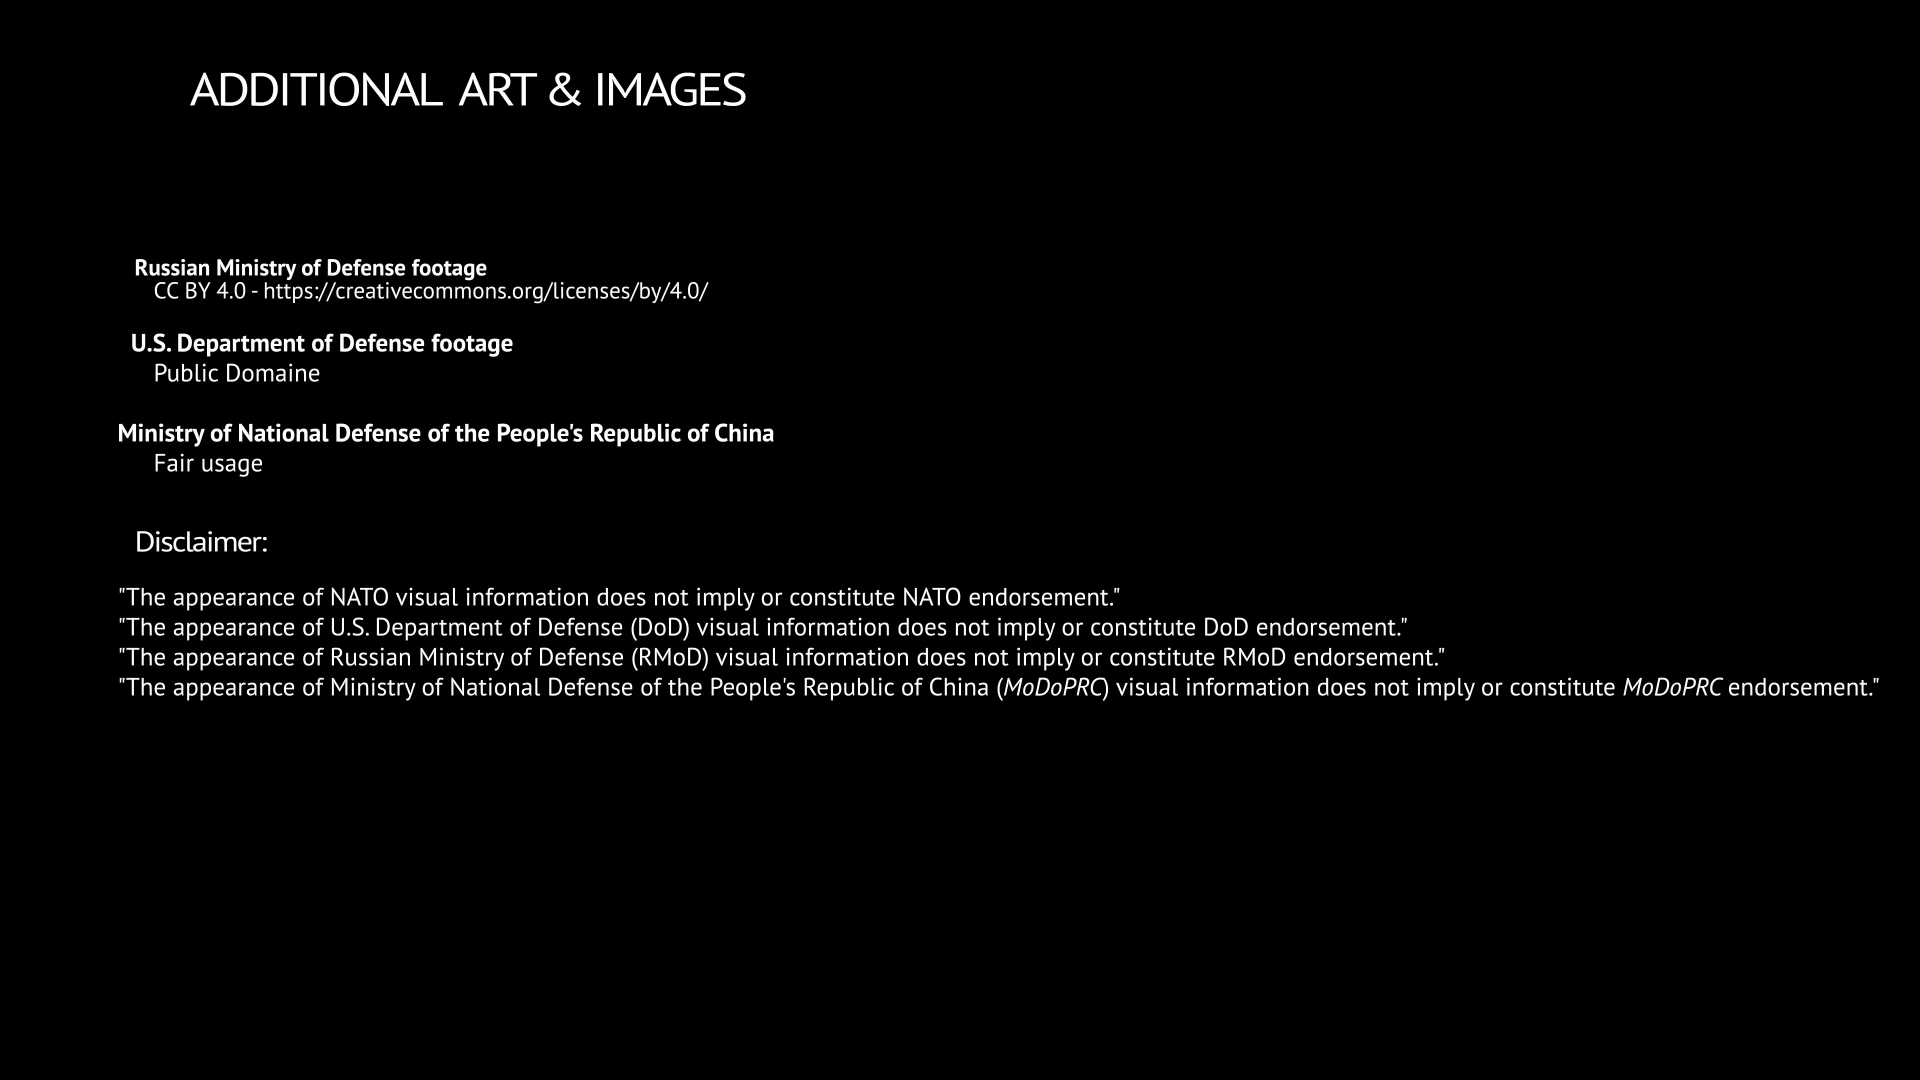 ADDITIONAL ART & IMAGES
Russian Ministry of Defense footage
CC BY 4.0 - https://creativecommons.org/licenses/by/4.0/
U.S. Department of Defense footage
Public Domaine
Ministry of National Defense of the People's Republic of China
Fair usage
Disclaimer:
"The appearance of NATO visual information does not imply or constitute NATO endorsement."
"The appearance of U.S. Department of Defense (DoD) visual information does not imply or constitute DoD endorsement."
"The appearance of Russian Ministry of Defense (RMoD) visual information does not imply or constitute RMoD endorsement."
"The appearance of Ministry of National Defense of the People's Republic of China (MoDoPRC) visual information does not imply or constitute MoDoPRC endorsement."